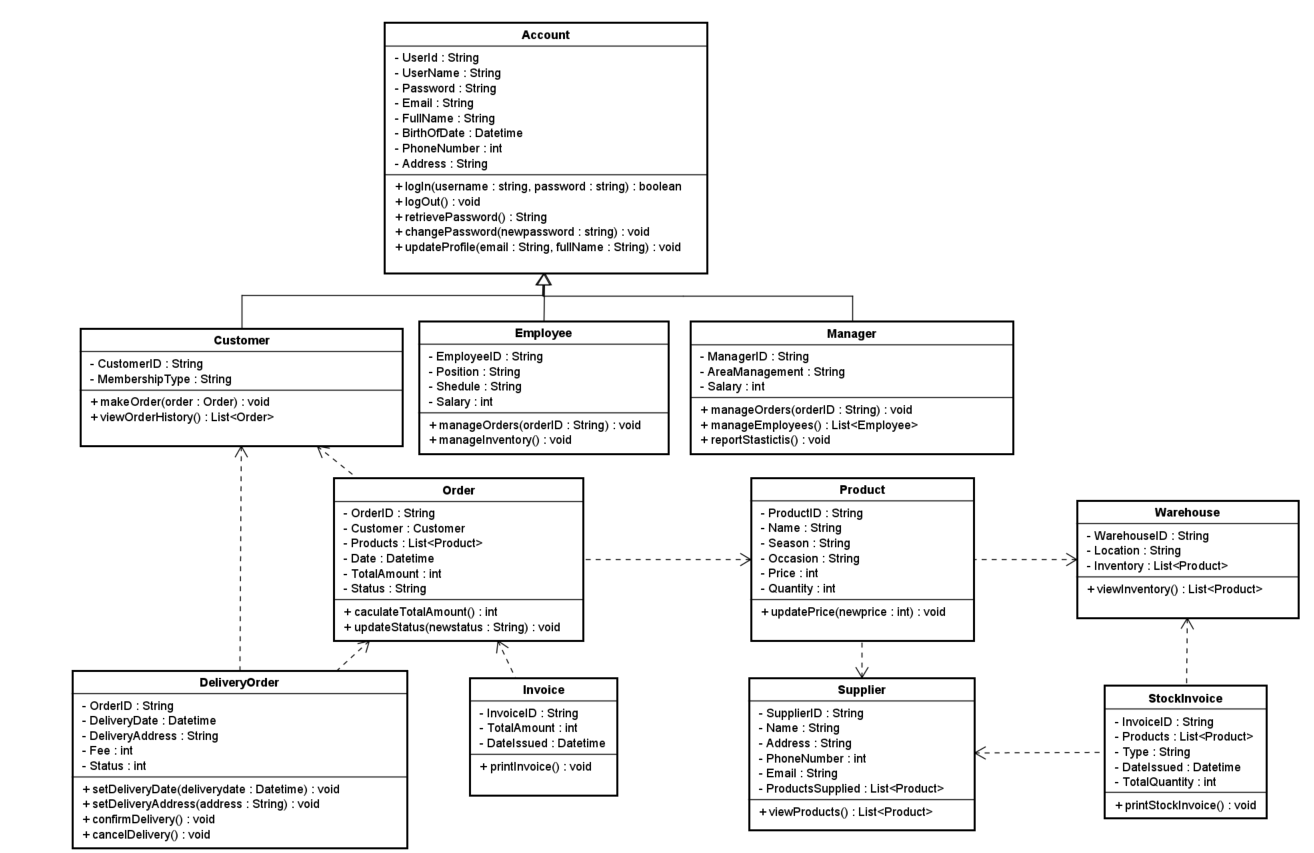 Account
- UserId : String
- UserName : String
- Password : String
- Email : String
- FullName : String
- BirthOfDate : Datetime
- PhoneNumber : int
- Address : String
+ logIn(username : string, password : string) : boolean
+ logOut() : void
+ retrievePassword() : String
+ changePassword(newpassword : string) : void
+ updateProfile(email : String, fullName : String) : void
Customer
- CustomerID : String
- MembershipType : String
+ makeOrder(order : Order) : void
+ viewOrderHistory() : List<Order>
Employee
- EmployeeID : String
- Position : String
- Shedule : String
- Salary : int
+ manageOrders(orderID : String) : void
+ manageInventory() : void
Manager
- ManagerID : String
- AreaManagement : String
- Salary : int
+ manageOrders(orderID : String) : void
+ manageEmployees() : List<Employee>
+ reportStastictis() : void
Order
- OrderID : String
- Customer : Customer
- Products : List<Product>
- Date : Datetime
- TotalAmount : int
- Status : String
+ caculateTotalAmount() : int
+ updateStatus(newstatus : String) : void
Product
- ProductID : String
- Name : String
- Season : String
- Occasion : String
- Price : int
- Quantity : int
+ updatePrice(newprice : int) : void
Warehouse
- WarehouseID : String
- Location : String
- Inventory : List<Product>
+ viewInventory() : List<Product>
DeliveryOrder
- OrderID : String
- DeliveryDate : Datetime
- DeliveryAddress : String
- Fee : int
- Status : int
+ setDeliveryDate(deliverydate : Datetime) : void
+ setDeliveryAddress(address : String) : void
+ confirmDelivery() : void
+ cancelDelivery() : void
Invoice
- InvoiceID : String
- TotalAmount : int
- DateIssued : Datetime
+ printInvoice() : void
Supplier
- SupplierID : String
- Name : String
- Address : String
- PhoneNumber : int
- Email : String
- ProductsSupplied : List<Product>
+ viewProducts() : List<Product>
StockInvoice
- InvoiceID : String
- Products : List<Product>
- Type : String
- DateIssued : Datetime
- TotalQuantity : int
+ printStockInvoice() : void